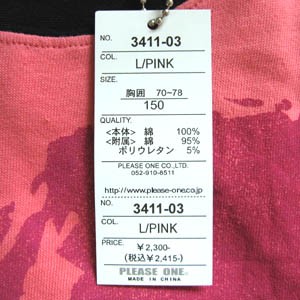 NO. 3411-03
COL. L/PINK
SIZE.
胸囲 70~78
150
QUALITY.
<本体> 綿 100%
<附属> 綿 95%
ポリウレタン 5%
PLEASE ONE CO.,LTD.
052-910-8511
http://www.please-one.co.jp
NO. 3411-03
COL. L/PINK
PRICE. ¥2,300-
(税込¥2,415-)
PLEASE ONE.
MADE IN CHINA